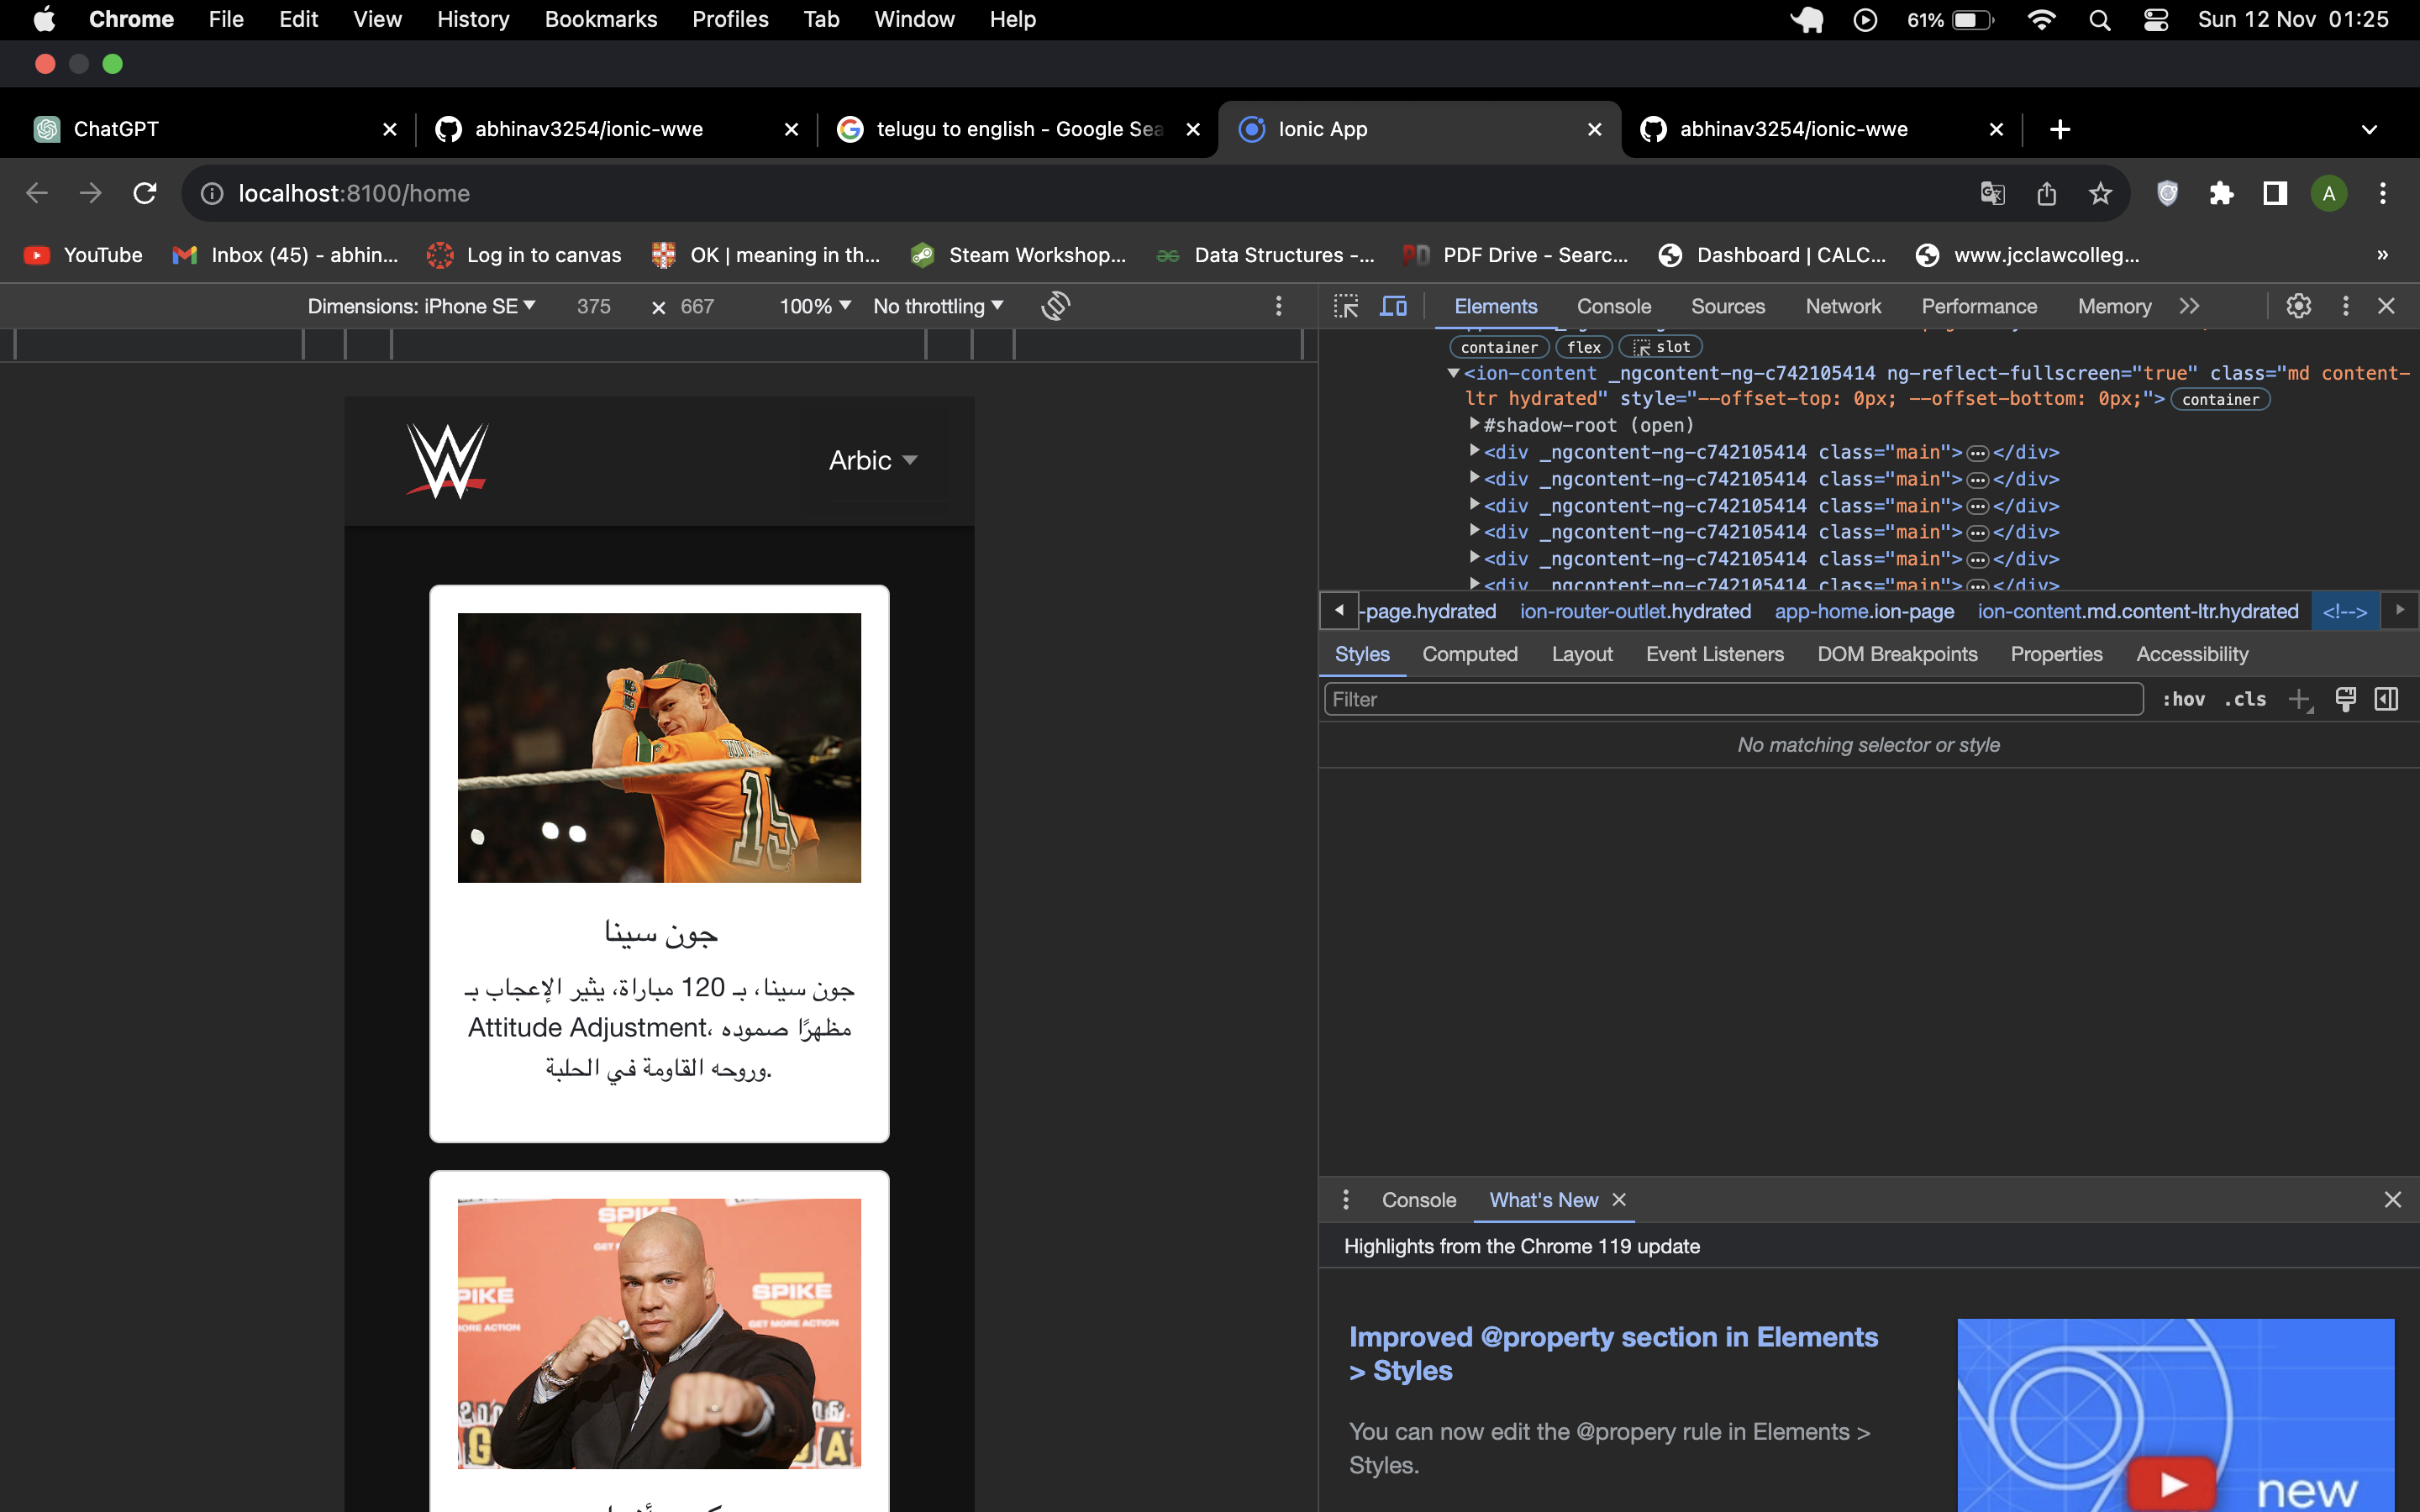 Chrome File Edit View History Bookmarks Profiles Tab Window Help 61% Sun 12 Nov 01:25
ChatGPT abhinav3254/ionic-wwe telugu to english - Google Sea Ionic App abhinav3254/ionic-wwe
localhost:8100/home A
YouTube Inbox (45) - abhin... Log in to canvas OK | meaning in th... Steam Workshop... Data Structures -... PDF Drive - Searc... Dashboard | CALC... www.jcclawcolleg... »
Dimensions: iPhone SE 375 × 667 100% No throttling
Elements Console Sources Network Performance Memory
container flex slot
<ion-content _ngcontent-ng-c742105414 ng-reflect-fullscreen="true" class="md content-
ltr hydrated" style="--offset-top: 0px; --offset-bottom: 0px;"> container
#shadow-root (open)
<div _ngcontent-ng-c742105414 class="main">…</div>
<div _ngcontent-ng-c742105414 class="main">…</div>
<div _ngcontent-ng-c742105414 class="main">…</div>
<div _ngcontent-ng-c742105414 class="main">…</div>
<div _ngcontent-ng-c742105414 class="main">…</div>
<div _ngcontent-ng-c742105414 class="main">…</div>
-page.hydrated ion-router-outlet.hydrated app-home.ion-page ion-content.md.content-ltr.hydrated <!-->
Styles Computed Layout Event Listeners DOM Breakpoints Properties Accessibility
Filter :hov .cls
No matching selector or style
Console What's New
Highlights from the Chrome 119 update
Improved @property section in Elements
> Styles
You can now edit the @propery rule in Elements >
Styles.
new
W
Arbic
15
جون سينا
جون سينا، بـ 120 مباراة، يثير الإعجاب بـ
Attitude Adjustment، مظهرًا صموده
وروحه القاومة في الحلبة.
SPIKE
GET
PIKE
ORE ACTION
SPIKE
GET MORE ACTION